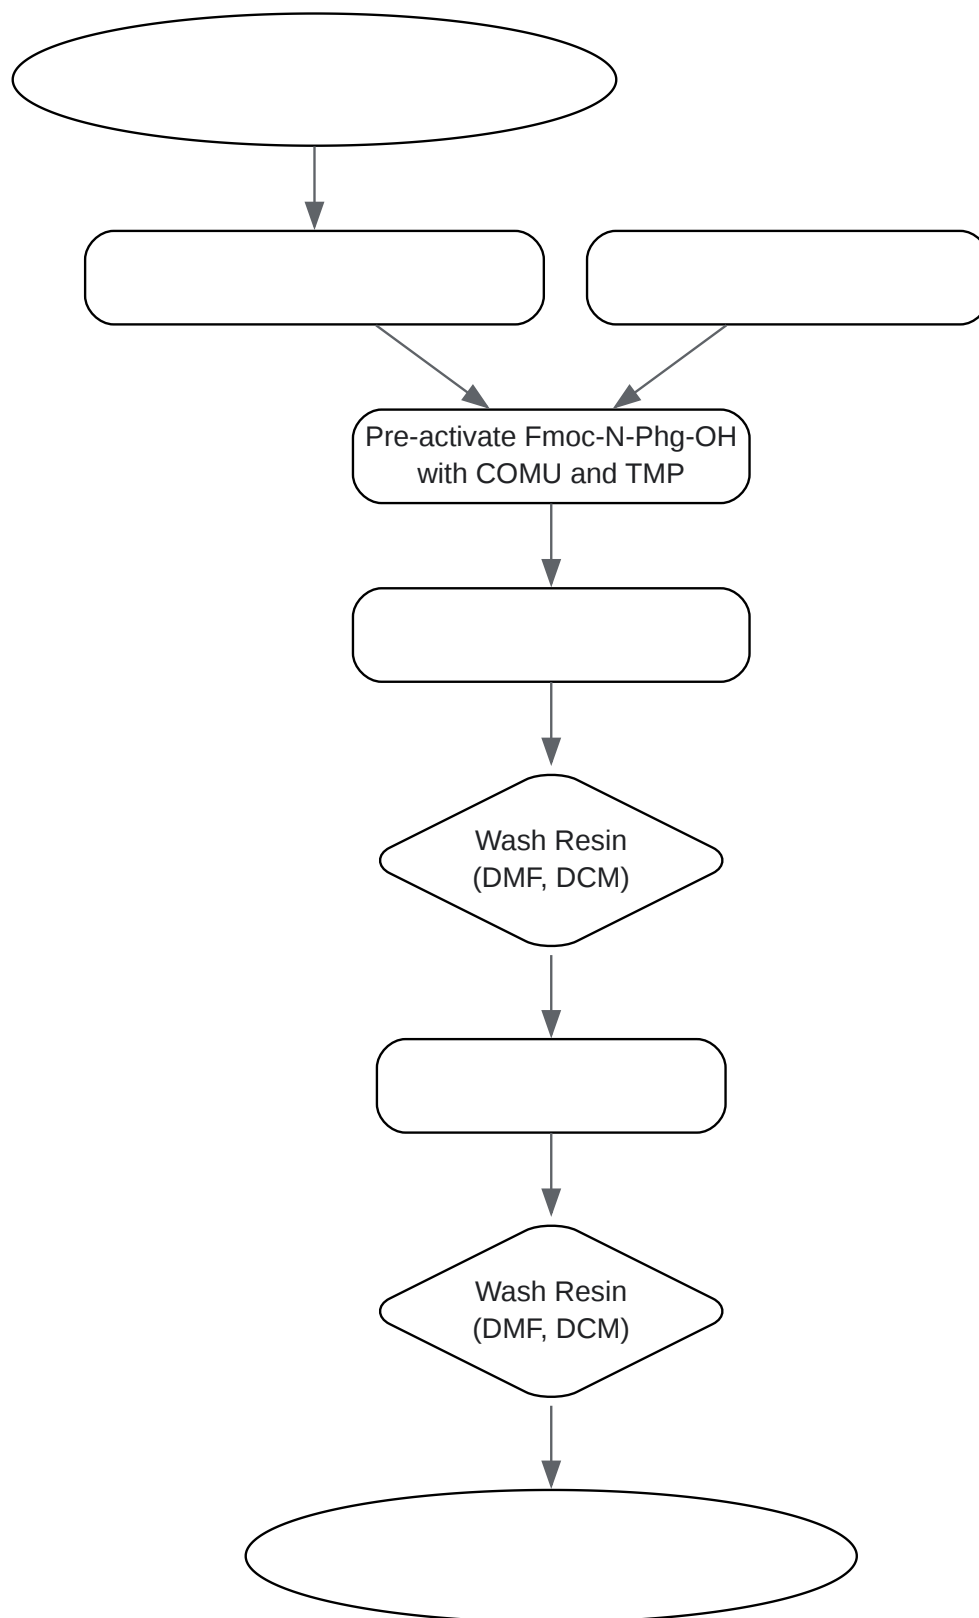 Pre-activate Fmoc-N-Phg-OH
with COMU and TMP
Wash Resin
(DMF, DCM)
Wash Resin
(DMF, DCM)